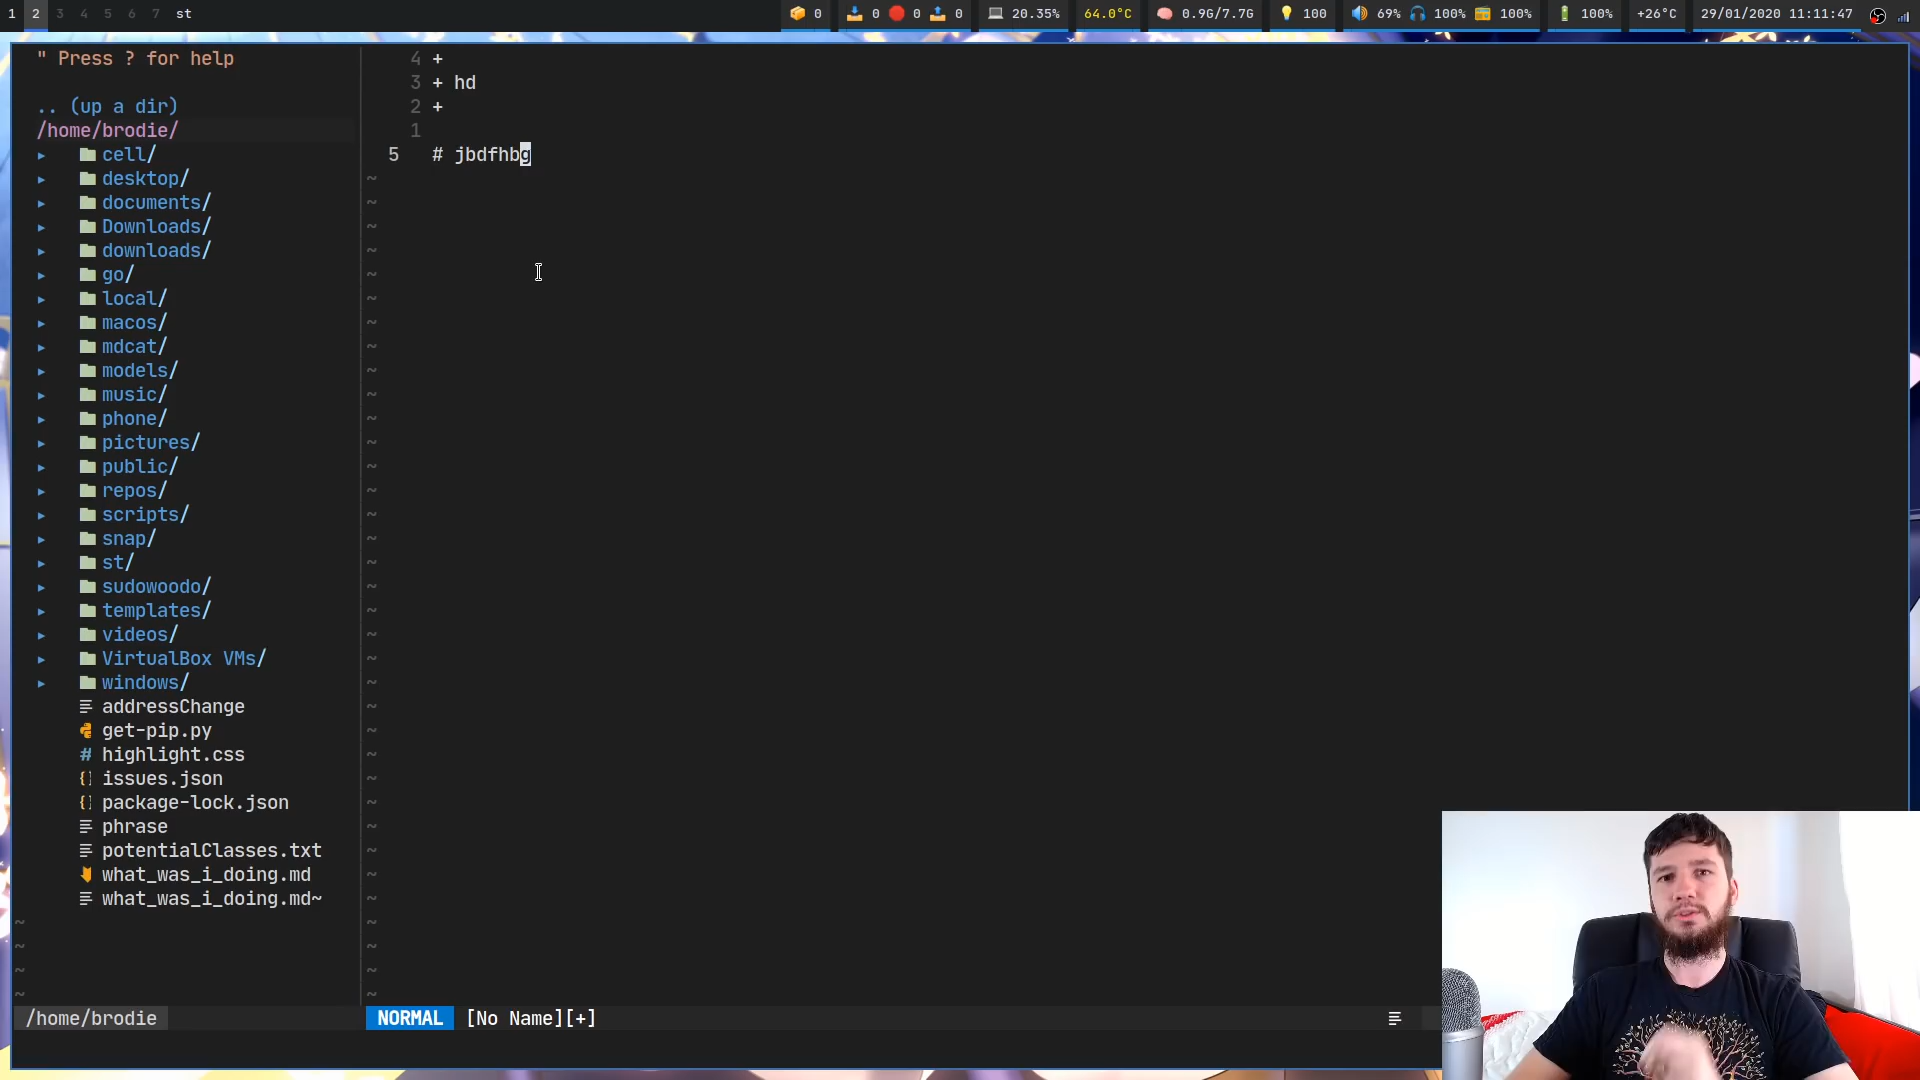 1 2 3 4 5 6 7 st 0 0 0 0 20.35% 64.0°C 0.9G/7.7G 100 69% 100% 100% 100% +26°C 29/01/2020 11:11:47
" Press ? for help
.. (up a dir)
/home/brodie/
▸ cell/
▸ desktop/
▸ documents/
▸ Downloads/
▸ downloads/
▸ go/
▸ local/
▸ macos/
▸ mdcat/
▸ models/
▸ music/
▸ phone/
▸ pictures/
▸ public/
▸ repos/
▸ scripts/
▸ snap/
▸ st/
▸ sudowoodo/
▸ templates/
▸ videos/
▸ VirtualBox VMs/
▸ windows/
addressChange
get-pip.py
# highlight.css
{} issues.json
{} package-lock.json
phrase
potentialClasses.txt
what_was_i_doing.md
what_was_i_doing.md~
/home/brodie
4 +
3 + hd
2 +
1
5 # jbdfhbg
NORMAL [No Name][+]